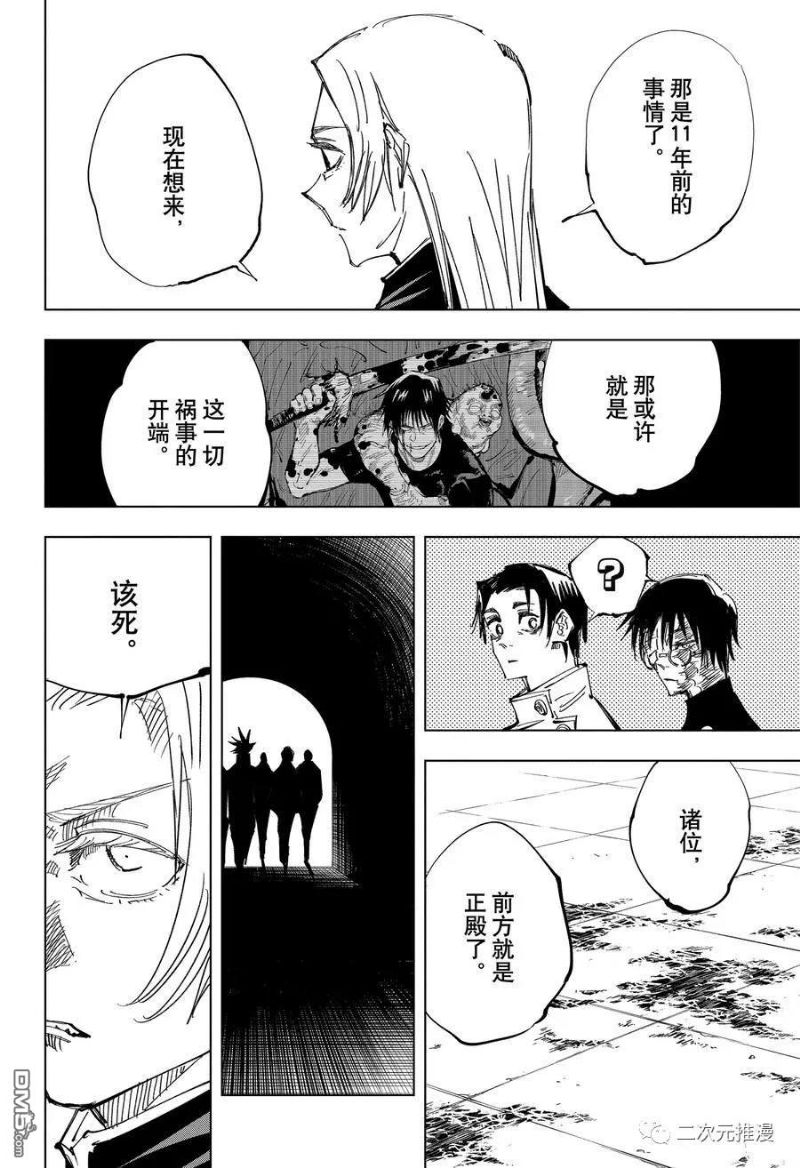 那是11年前的
事情了。
现在想来，
那或许
就是
这一切
祸事的
开端。
?
诸位，
前方就是
正殿了。
该死。
DM5.com
二次元推漫